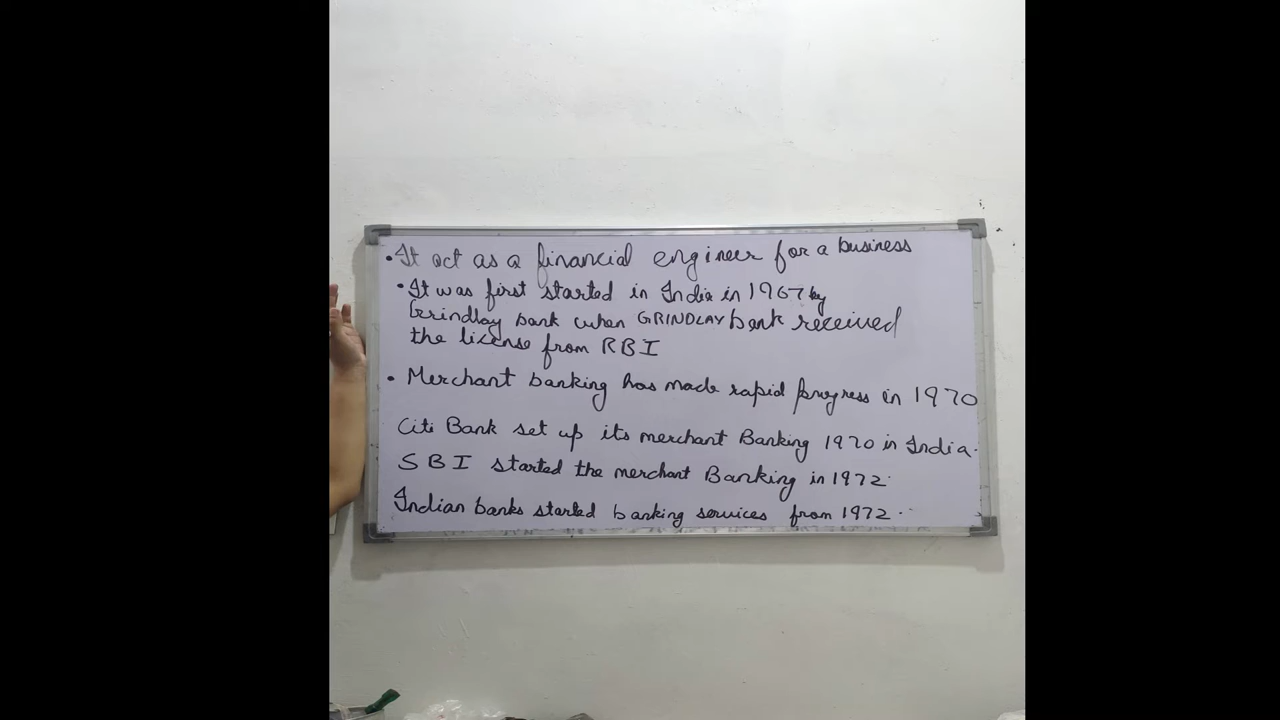 • It act as a financial engineer for a business
• It was first started in India in 1967 by
Grindlay bank when GRINDLAY bank received
the license from RBI
• Merchant banking has made rapid progress in 1970
Citi Bank set up its merchant Banking 1970 in India.
SBI started the merchant Banking in 1972.
Indian banks started banking services from 1972..